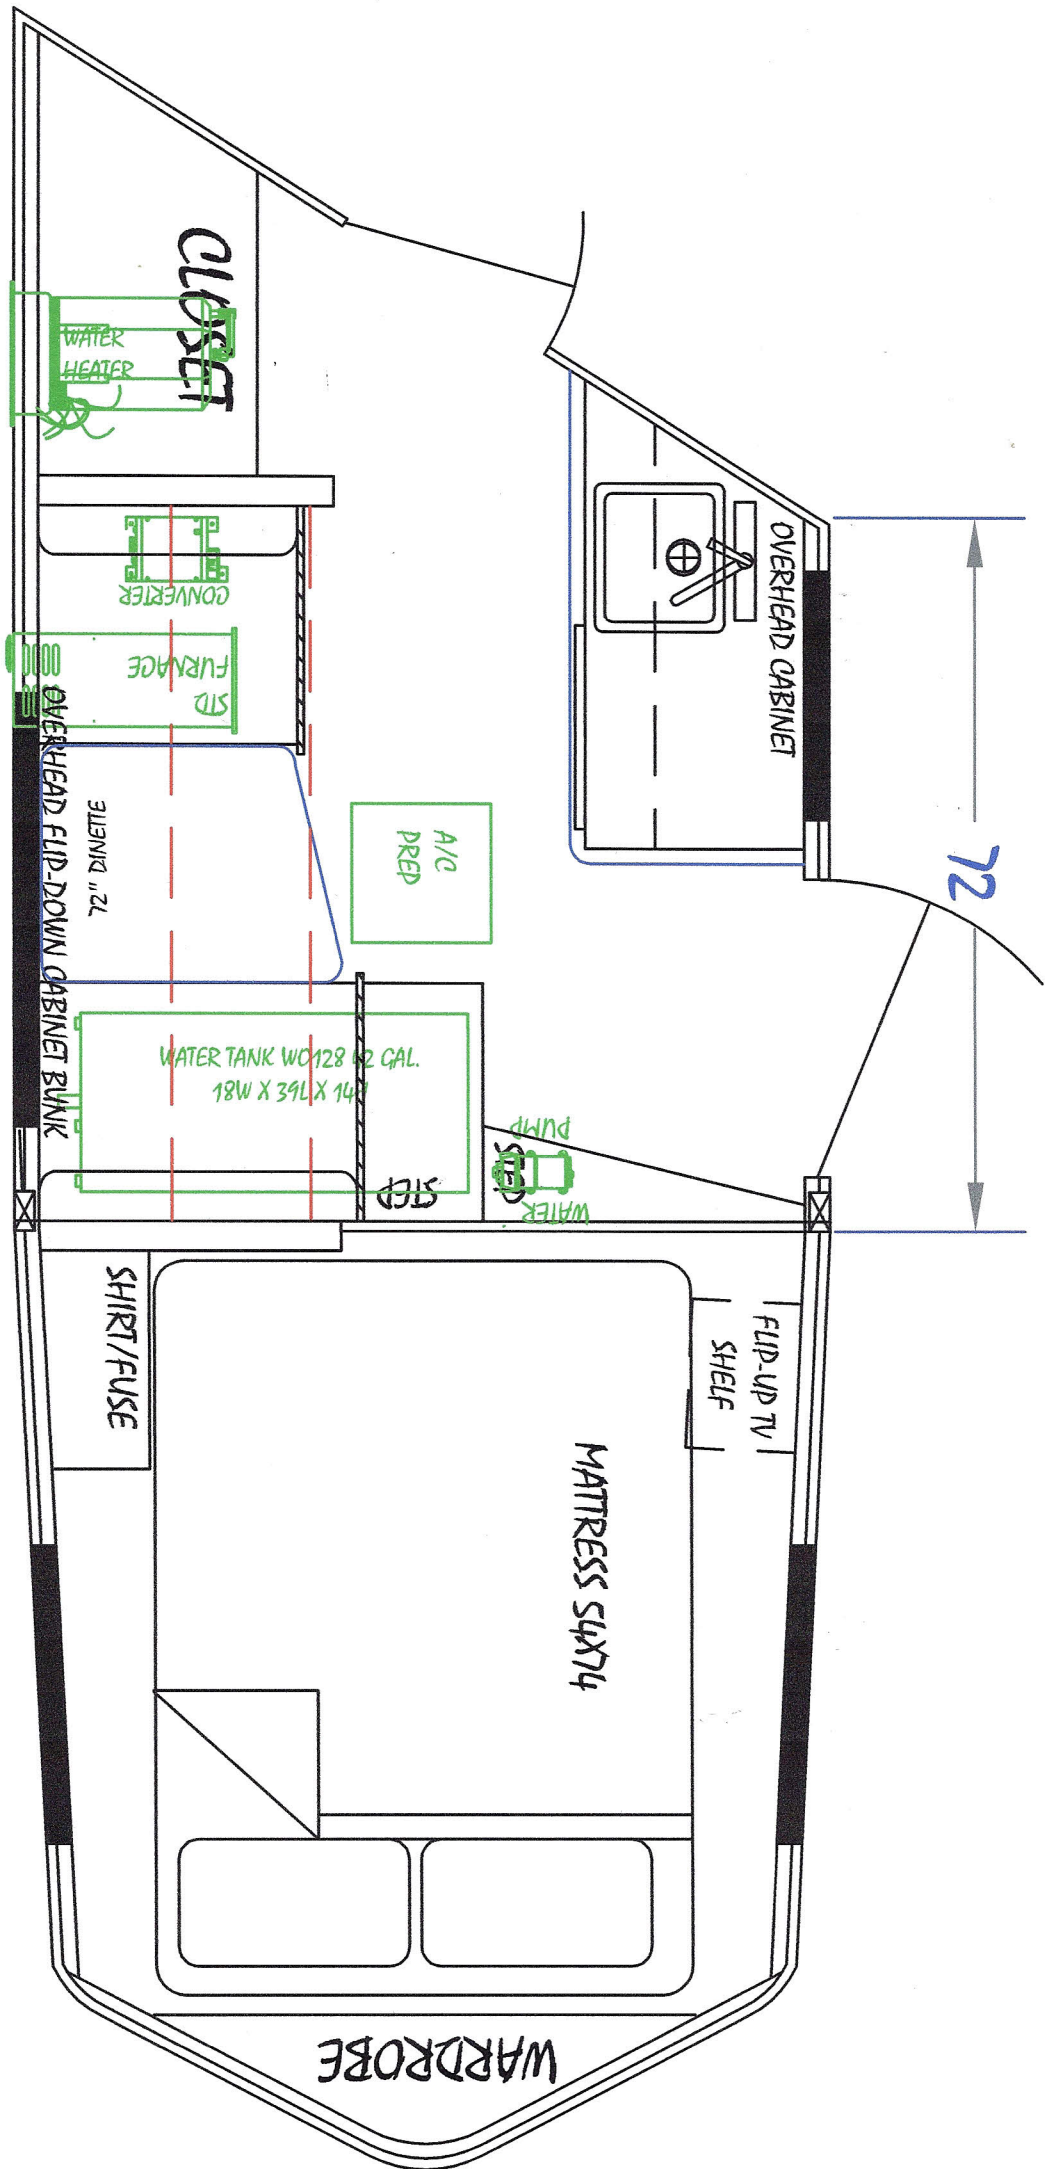 CLOSET
WATER
HEATER
CONVERTER
STD
FURNACE
OVERHEAD CABINET
72
OVERHEAD FLIP-DOWN CABINET BUNK
72" DINETTE
A/C
PREP
WATER TANK WO128 42 GAL.
18W X 39L X 14
STEP
STEP
WATER
PUMP
SHIRT/FUSE
FLIP-UP TV
SHELF
MATTRESS 54X74
WARDROBE